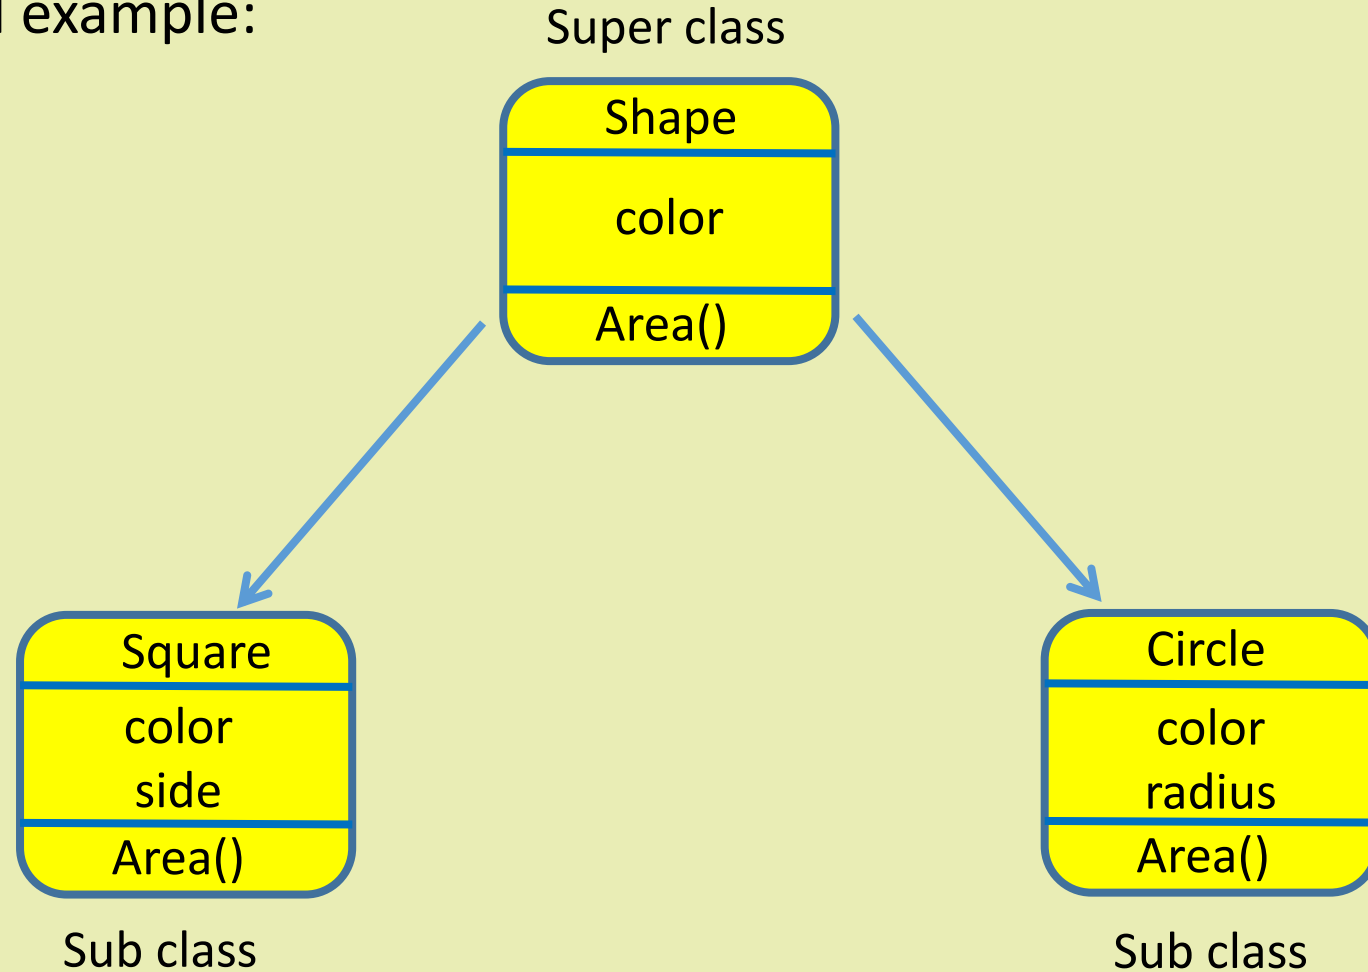 example:
Super class
Shape
color
Area()
Square
color
side
Area()
Sub class
Circle
color
radius
Area()
Sub class